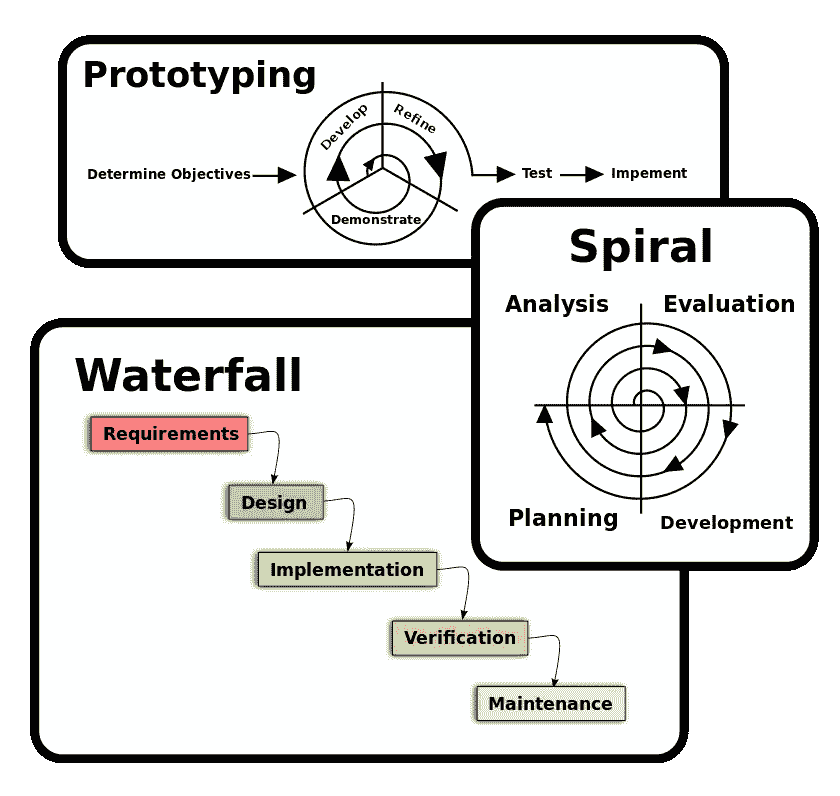 Prototyping
Develop
Refine
Determine Objectives
Test
Impement
Demonstrate
Spiral
Analysis
Evaluation
Planning
Development
Waterfall
Requirements
Design
Implementation
Verification
Maintenance